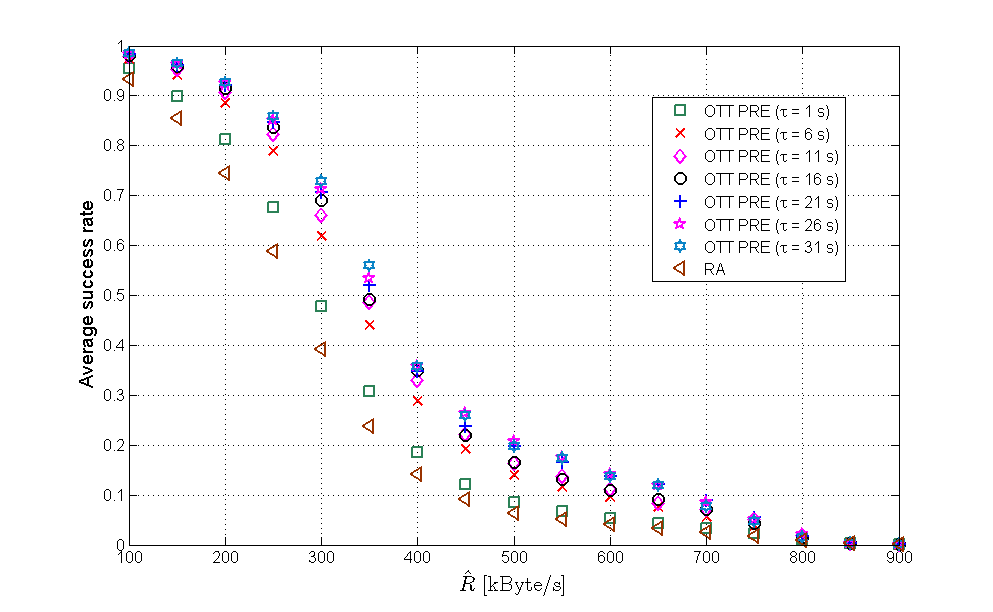 Average success rate
1
0.9
0.8
0.7
0.6
0.5
0.4
0.3
0.2
0.1
0
100 200 300 400 500 600 700 800 900
R̂ [kByte/s]
OTT PRE (τ = 1 s)
OTT PRE (τ = 6 s)
OTT PRE (τ = 11 s)
OTT PRE (τ = 16 s)
OTT PRE (τ = 21 s)
OTT PRE (τ = 26 s)
OTT PRE (τ = 31 s)
RA